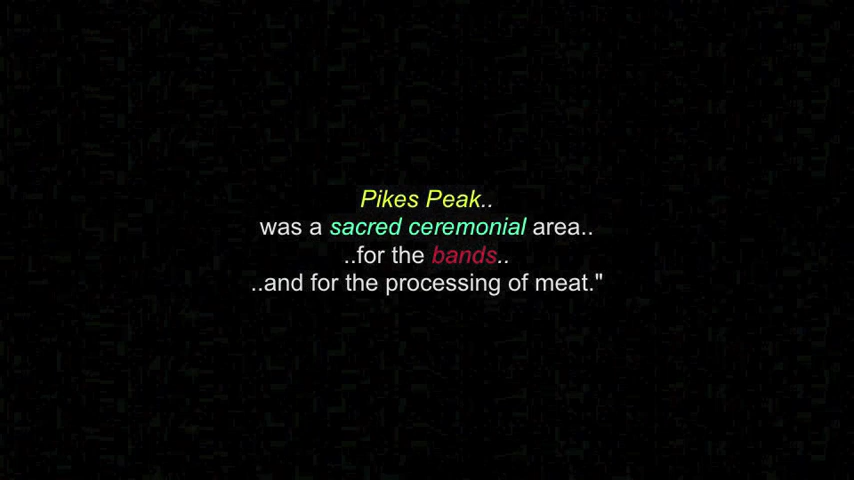 Pikes Peak..
was a sacred ceremonial area..
..for the bands..
..and for the processing of meat."